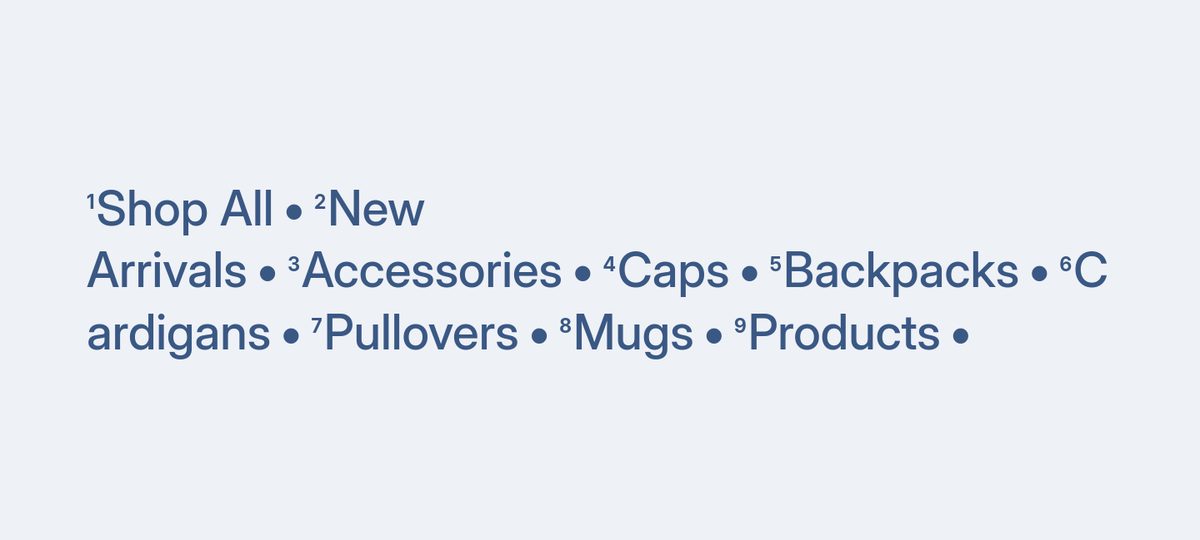 ¹Shop All • ²New
Arrivals • ³Accessories • ⁴Caps • ⁵Backpacks • ⁶C
ardigans • ⁷Pullovers • ⁸Mugs • ⁹Products •